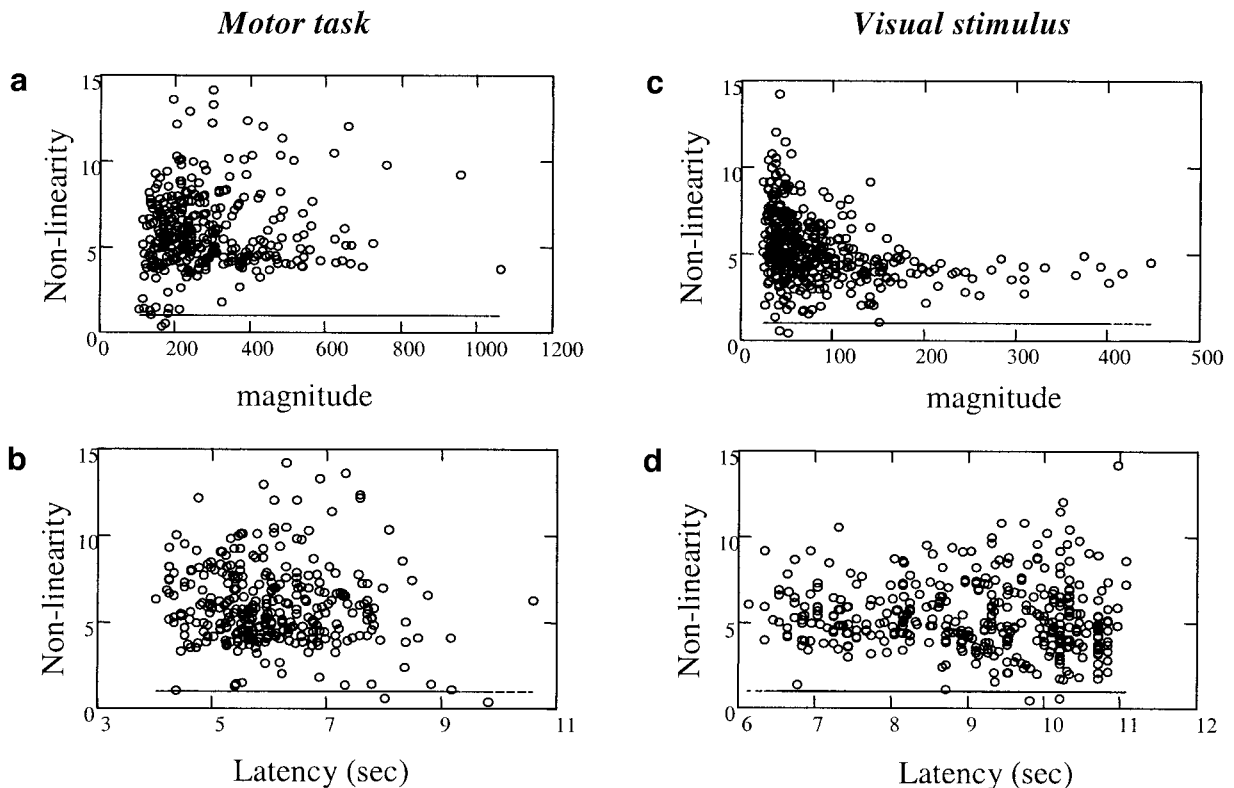 Motor task
Visual stimulus
a
15
10
5
0
Non-linearity
0 200 400 600 800 1000 1200
magnitude
c
15
10
5
0
Non-linearity
0 100 200 300 400 500
magnitude
b
15
10
5
0
Non-linearity
3 5 7 9 11
Latency (sec)
d
15
10
5
0
Non-linearity
6 7 8 9 10 11 12
Latency (sec)